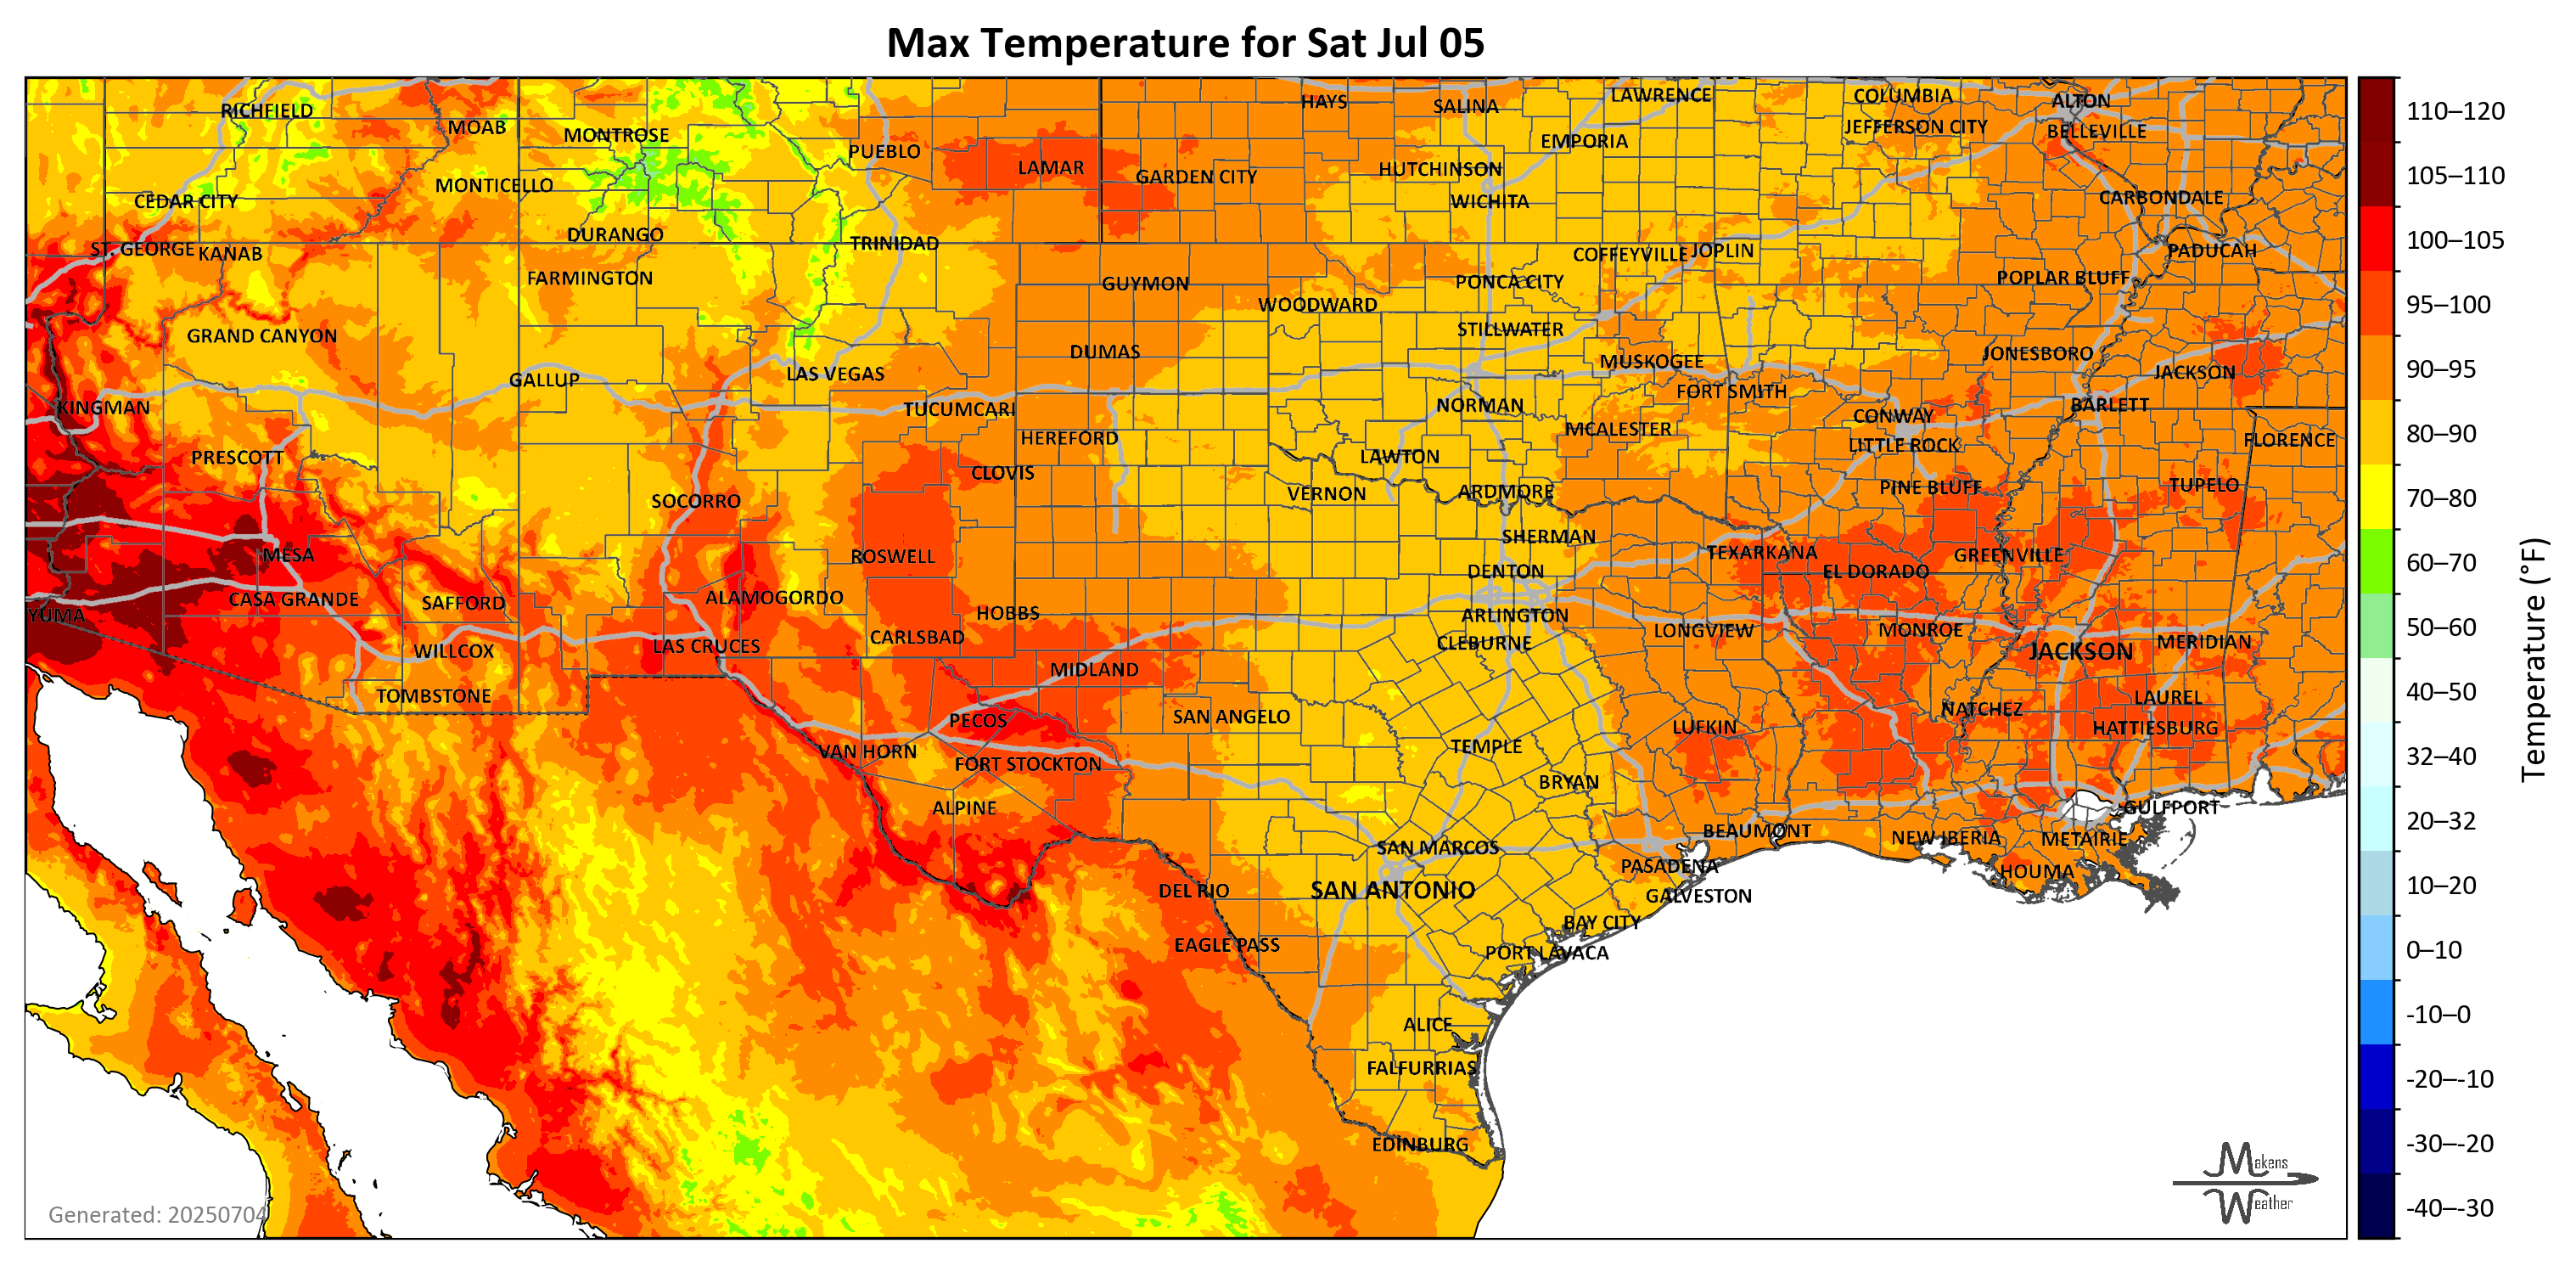 Max Temperature for Sat Jul 05
RICHFIELD
MOAB
MONTROSE
PUEBLO
LAMAR
HAYS
SALINA
LAWRENCE
COLUMBIA
ALTON
JEFFERSON CITY
BELLEVILLE
EMPORIA
HUTCHINSON
GARDEN CITY
MONTICELLO
CEDAR CITY
WICHITA
CARBONDALE
DURANGO
TRINIDAD
ST. GEORGE
KANAB
COFFEYVILLE
JOPLIN
PADUCAH
FARMINGTON
GUYMON
PONCA CITY
POPLAR BLUFF
WOODWARD
GRAND CANYON
STILLWATER
DUMAS
MUSKOGEE
JONESBORO
GALLUP
LAS VEGAS
JACKSON
FORT SMITH
KINGMAN
TUCUMCARI
NORMAN
CONWAY
BARLETT
HEREFORD
MCALESTER
LITTLE ROCK
FLORENCE
PRESCOTT
CLOVIS
LAWTON
SOCORRO
VERNON
ARDMORE
PINE BLUFF
TUPELO
SHERMAN
MESA
ROSWELL
TEXARKANA
GREENVILLE
DENTON
EL DORADO
CASA GRANDE
SAFFORD
ALAMOGORDO
HOBBS
ARLINGTON
YUMA
LAS CRUCES
CARLSBAD
CLEBURNE
LONGVIEW
MONROE
WILLCOX
JACKSON
MERIDIAN
MIDLAND
TOMBSTONE
LAUREL
PECOS
SAN ANGELO
NATCHEZ
LUFKIN
HATTIESBURG
VAN HORN
TEMPLE
FORT STOCKTON
BRYAN
ALPINE
GULFPORT
BEAUMONT
NEW IBERIA
METAIRIE
SAN MARCOS
PASADENA
HOUMA
DEL RIO
SAN ANTONIO
GALVESTON
BAY CITY
EAGLE PASS
PORT LAVACA
ALICE
FALFURRIAS
EDINBURG
Generated: 20250704
Makens
Weather
110–120
105–110
100–105
95–100
90–95
80–90
70–80
60–70
50–60
40–50
32–40
20–32
10–20
0–10
-10–0
-20–-10
-30–-20
-40–-30
Temperature (°F)